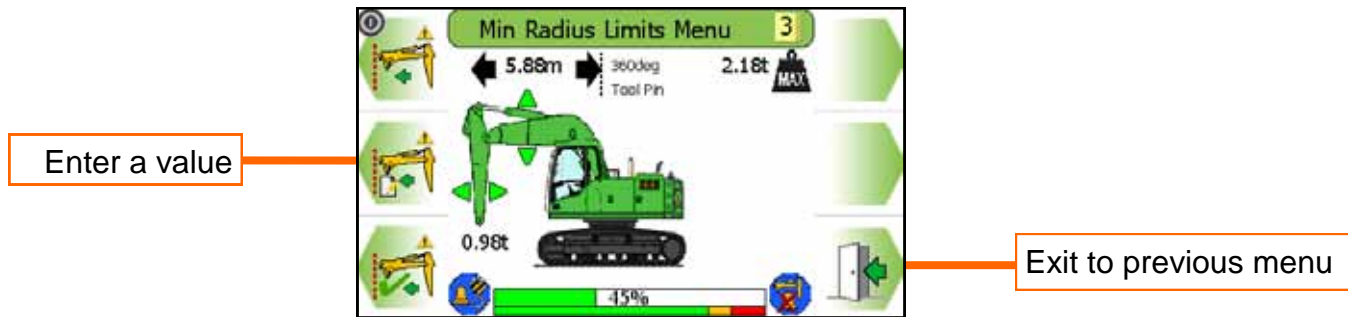 Min Radius Limits Menu 3
5.88m 360deg 2.18t
Tool Pin MAX
Enter a value
0.98t
Exit to previous menu
45%